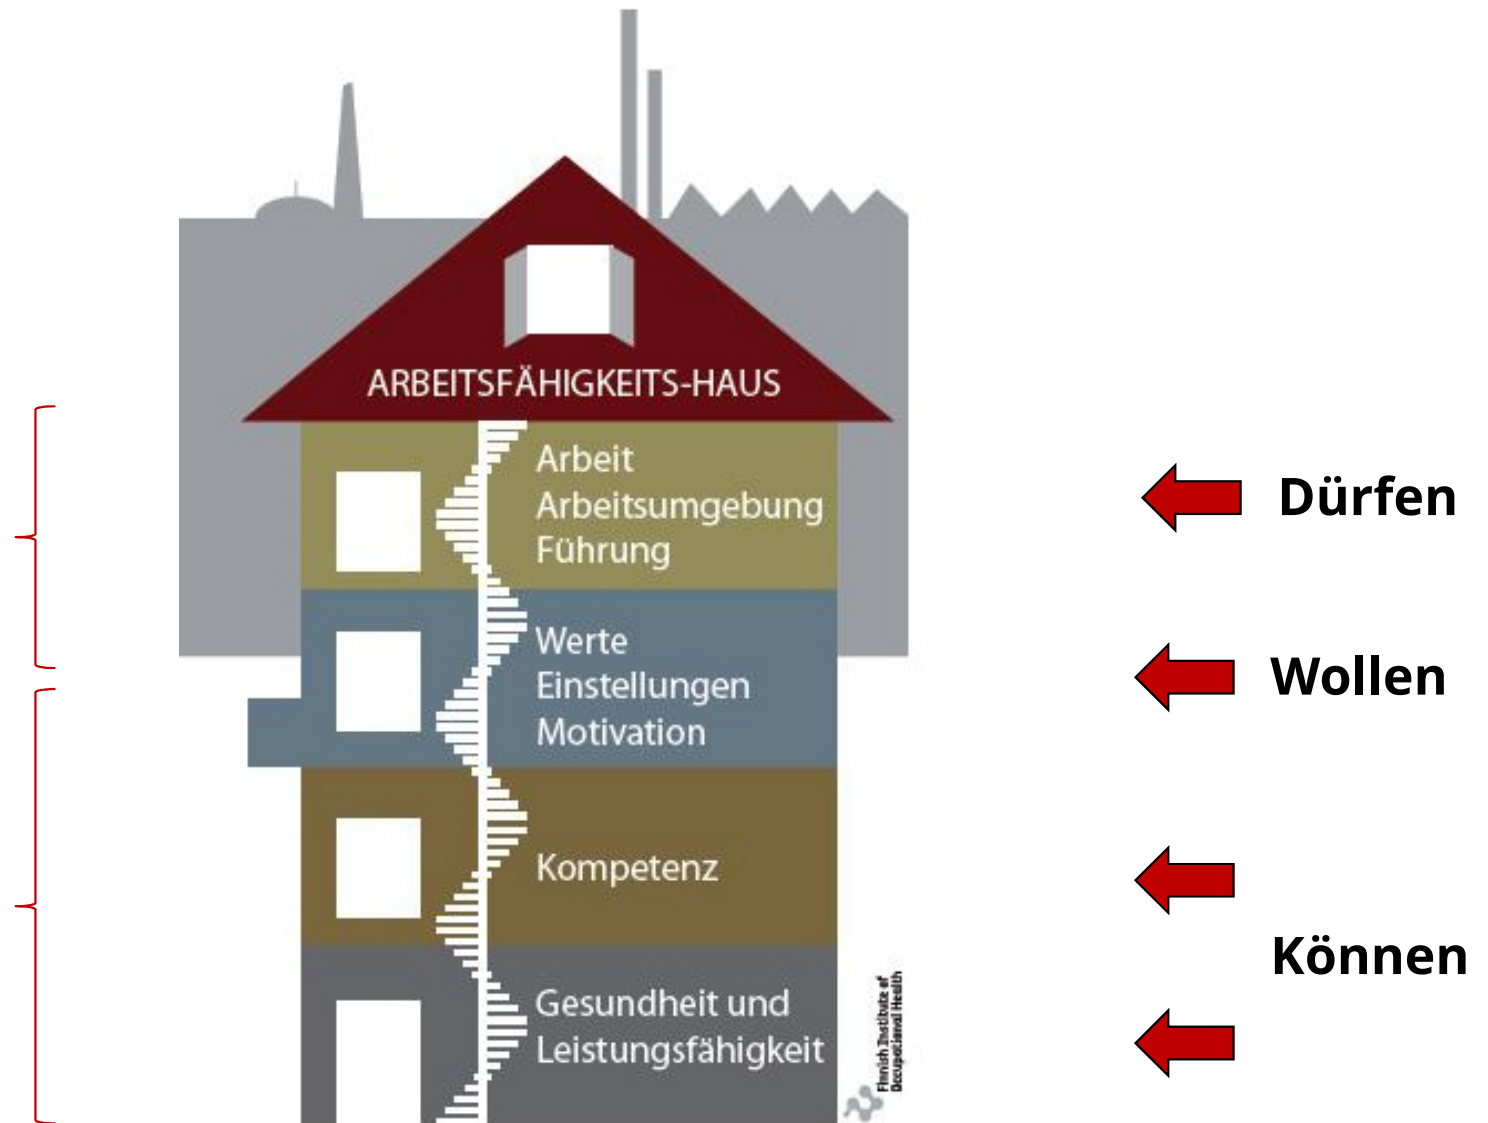 ARBEITSFÄHIGKEITS-HAUS
Arbeit
Arbeitsumgebung
Führung
Dürfen
Werte
Einstellungen
Motivation
Wollen
Kompetenz
Können
Gesundheit und
Leistungsfähigkeit
Finnish Institute of
Occupational Health